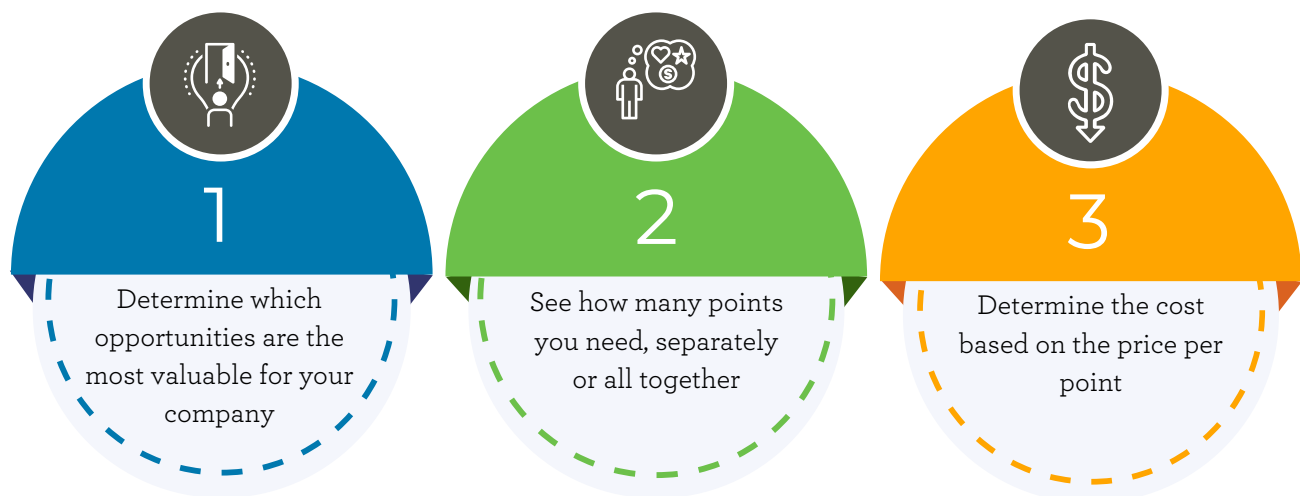 1
Determine which
opportunities are the
most valuable for your
company
2
See how many points
you need, separately
or all together
3
Determine the cost
based on the price per
point